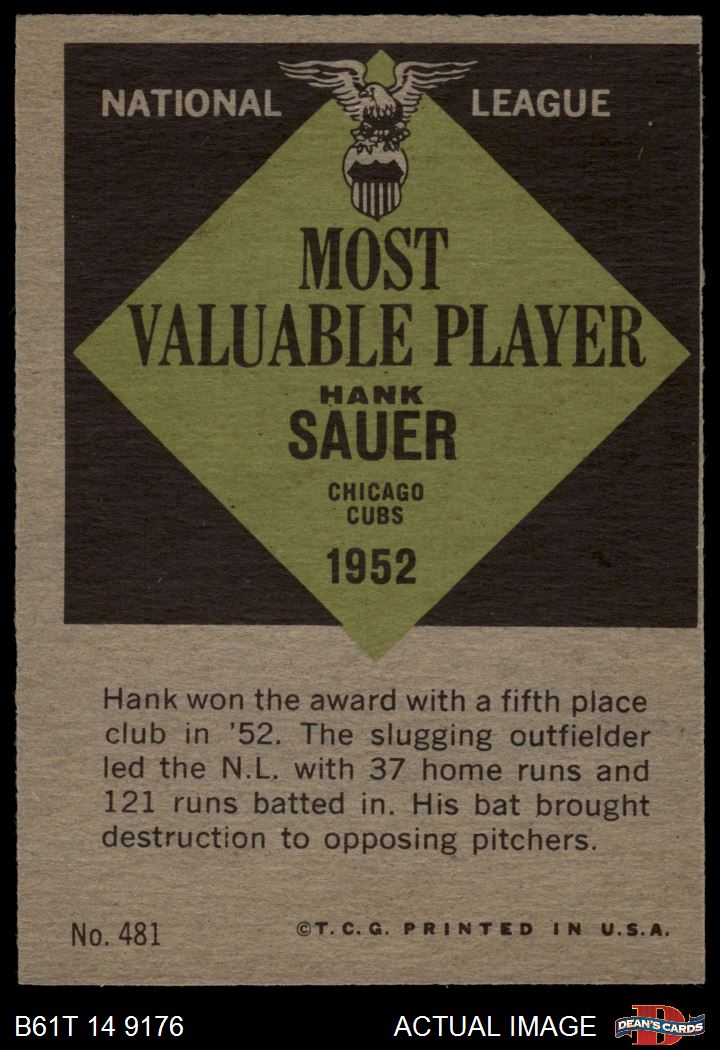 NATIONAL LEAGUE
MOST
VALUABLE PLAYER
HANK
SAUER
CHICAGO
CUBS
1952
Hank won the award with a fifth place
club in '52. The slugging outfielder
led the N.L. with 37 home runs and
121 runs batted in. His bat brought
destruction to opposing pitchers.
No. 481 ©T.C.G. PRINTED IN U.S.A.
B61T 14 9176 ACTUAL IMAGE D DEAN'S CARDS